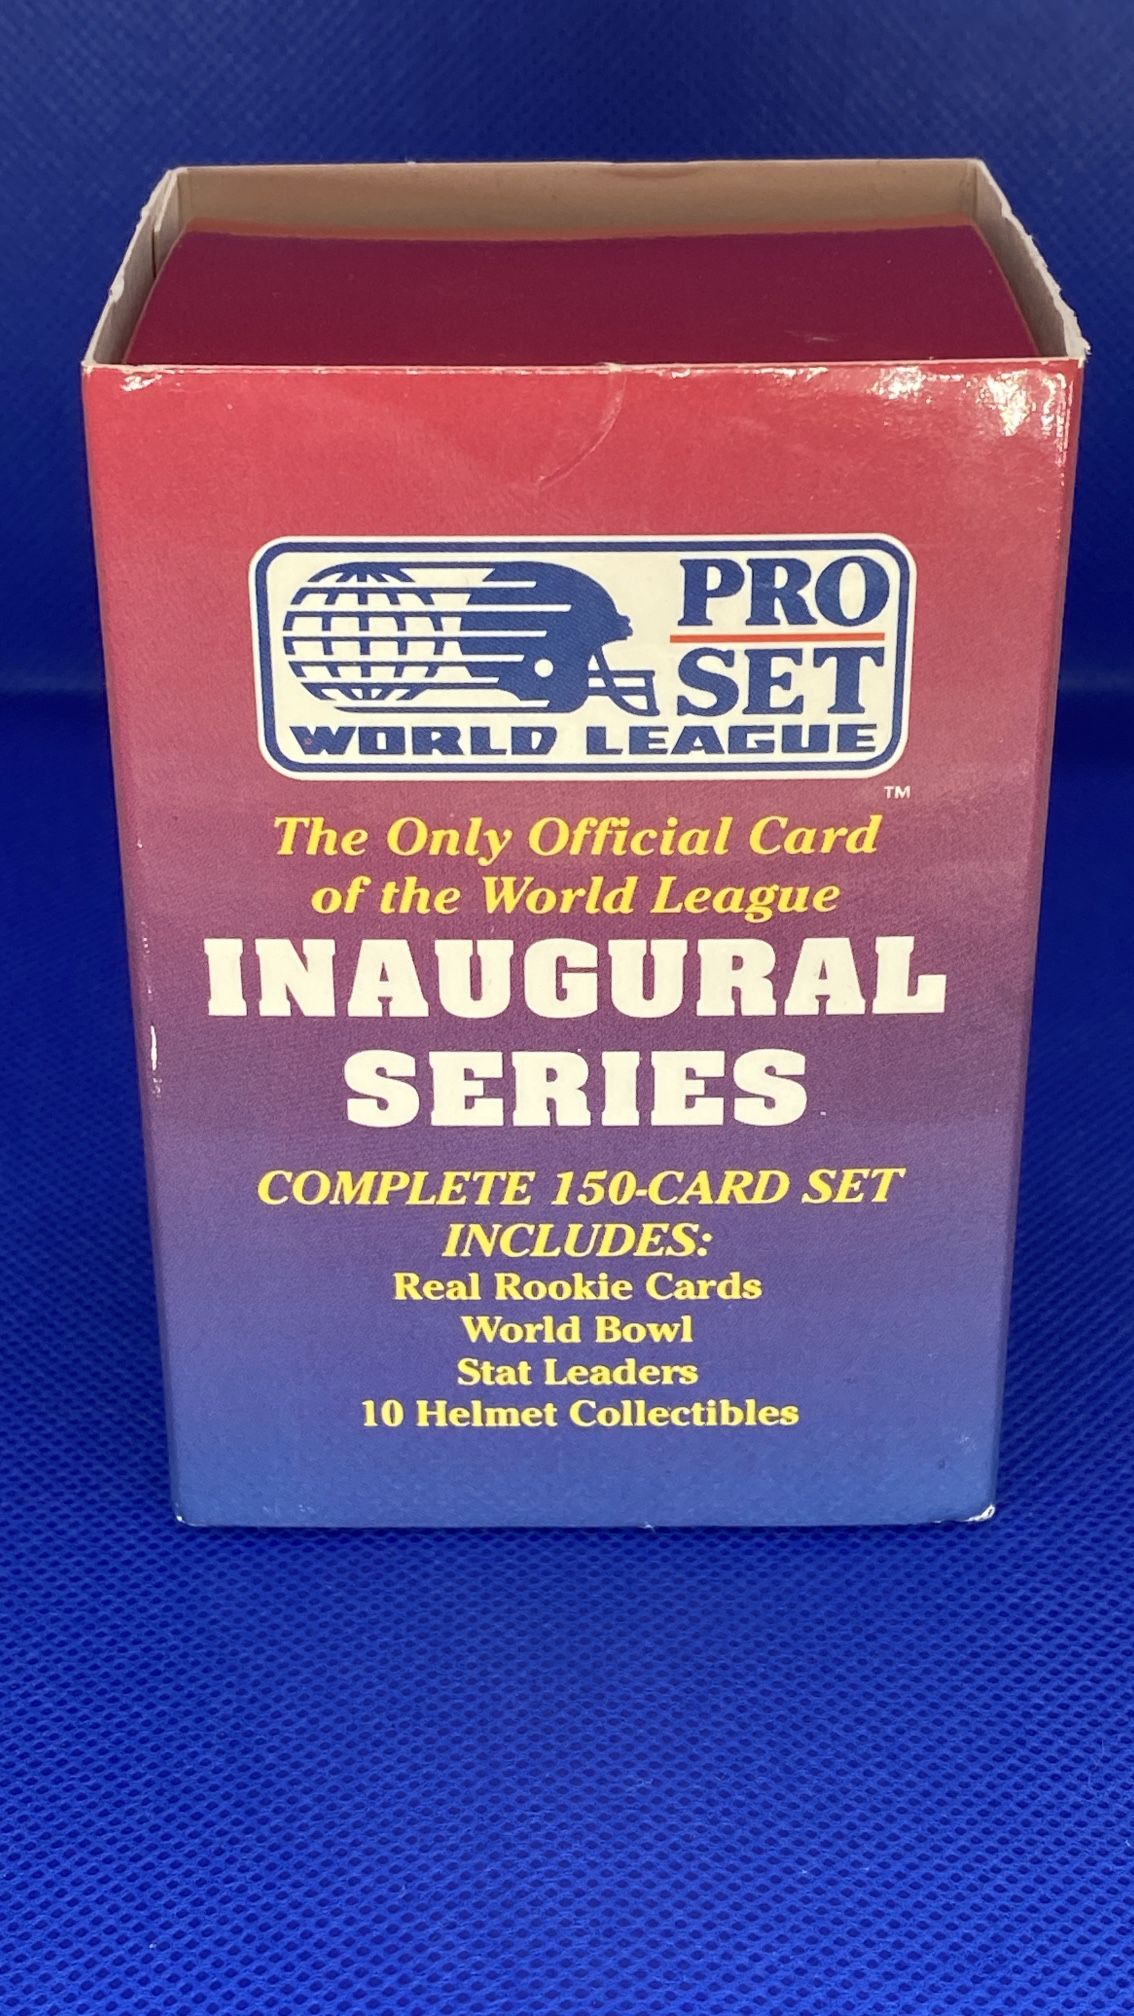 PRO
SET
WORLD LEAGUE
TM
The Only Official Card
of the World League
INAUGURAL
SERIES
COMPLETE 150-CARD SET
INCLUDES:
Real Rookie Cards
World Bowl
Stat Leaders
10 Helmet Collectibles